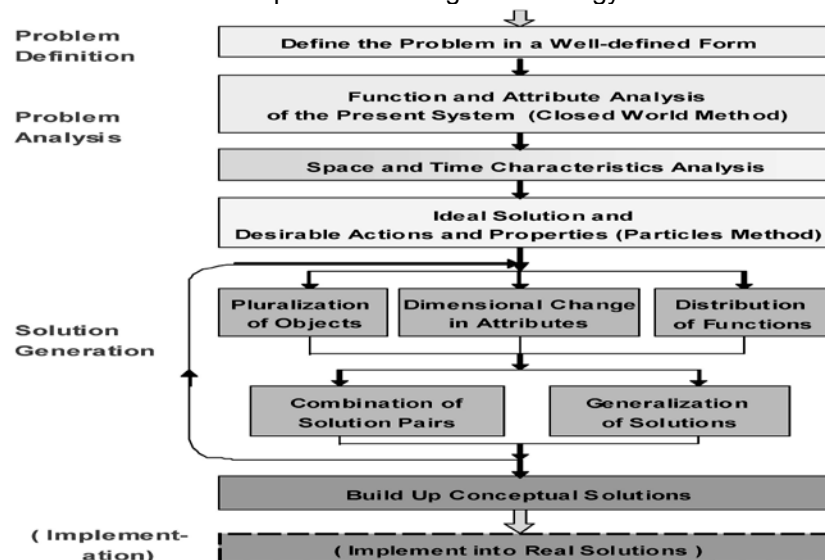 Problem
Definition
Define the Problem in a Well-defined Form
Problem
Analysis
Function and Attribute Analysis
of the Present System (Closed World Method)
Space and Time Characteristics Analysis
Ideal Solution and
Desirable Actions and Properties (Particles Method)
Solution
Generation
Pluralization
of Objects
Dimensional Change
in Attributes
Distribution
of Functions
Combination of
Solution Pairs
Generalization
of Solutions
Build Up Conceptual Solutions
( Implement-
ation)
( Implement into Real Solutions )